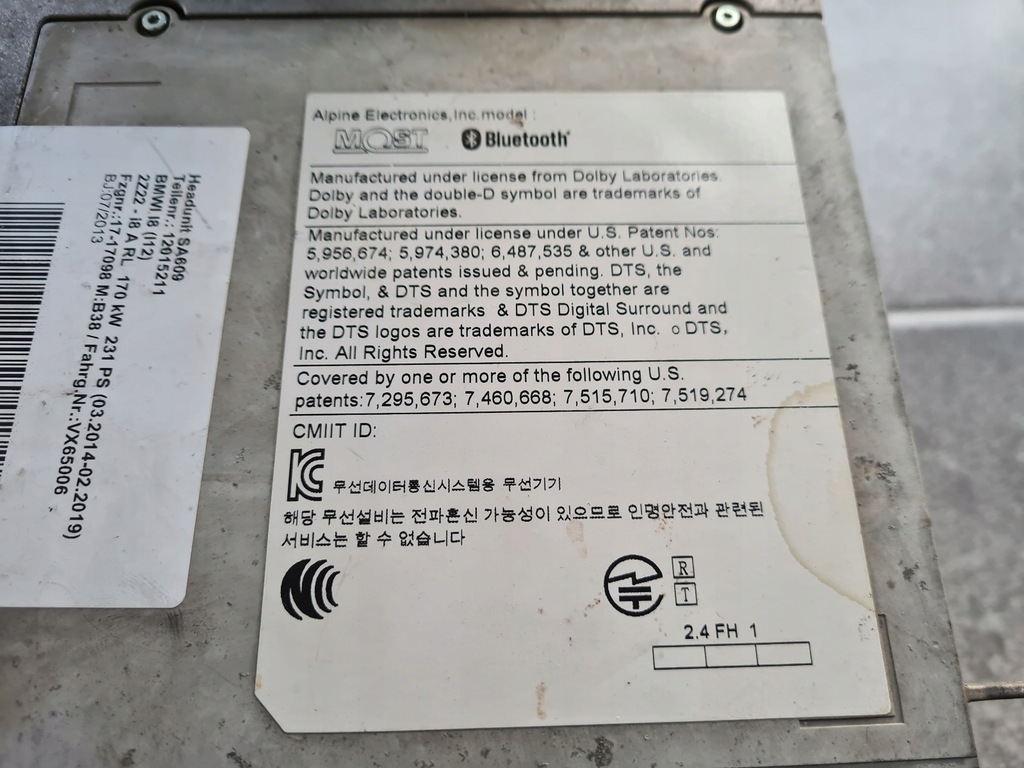 Headunit SA609
Teilenr.: 12015211
BMWI i8 (I12)
2Z22 - i8 A RL 170 kW 231 PS (03.2014-02.2019)
Fzgnr.:17-17098 M:B38 / Fahrg.Nr.:VX65006
BJ:07/2013
Alpine Electronics,Inc.model :
MOST Bluetooth®
Manufactured under license from Dolby Laboratories.
Dolby and the double-D symbol are trademarks of
Dolby Laboratories.
Manufactured under license under U.S. Patent Nos:
5,956,674; 5,974,380; 6,487,535 & other U.S. and
worldwide patents issued & pending. DTS, the
Symbol, & DTS and the symbol together are
registered trademarks & DTS Digital Surround and
the DTS logos are trademarks of DTS, Inc. o DTS,
Inc. All Rights Reserved.
Covered by one or more of the following U.S.
patents:7,295,673; 7,460,668; 7,515,710; 7,519,274
CMIIT ID:
무선데이터통신시스템용 무선기기
해당 무선설비는 전파혼신 가능성이 있으므로 인명안전과 관련된
서비스는 할 수 없습니다
R
T
2.4 FH 1